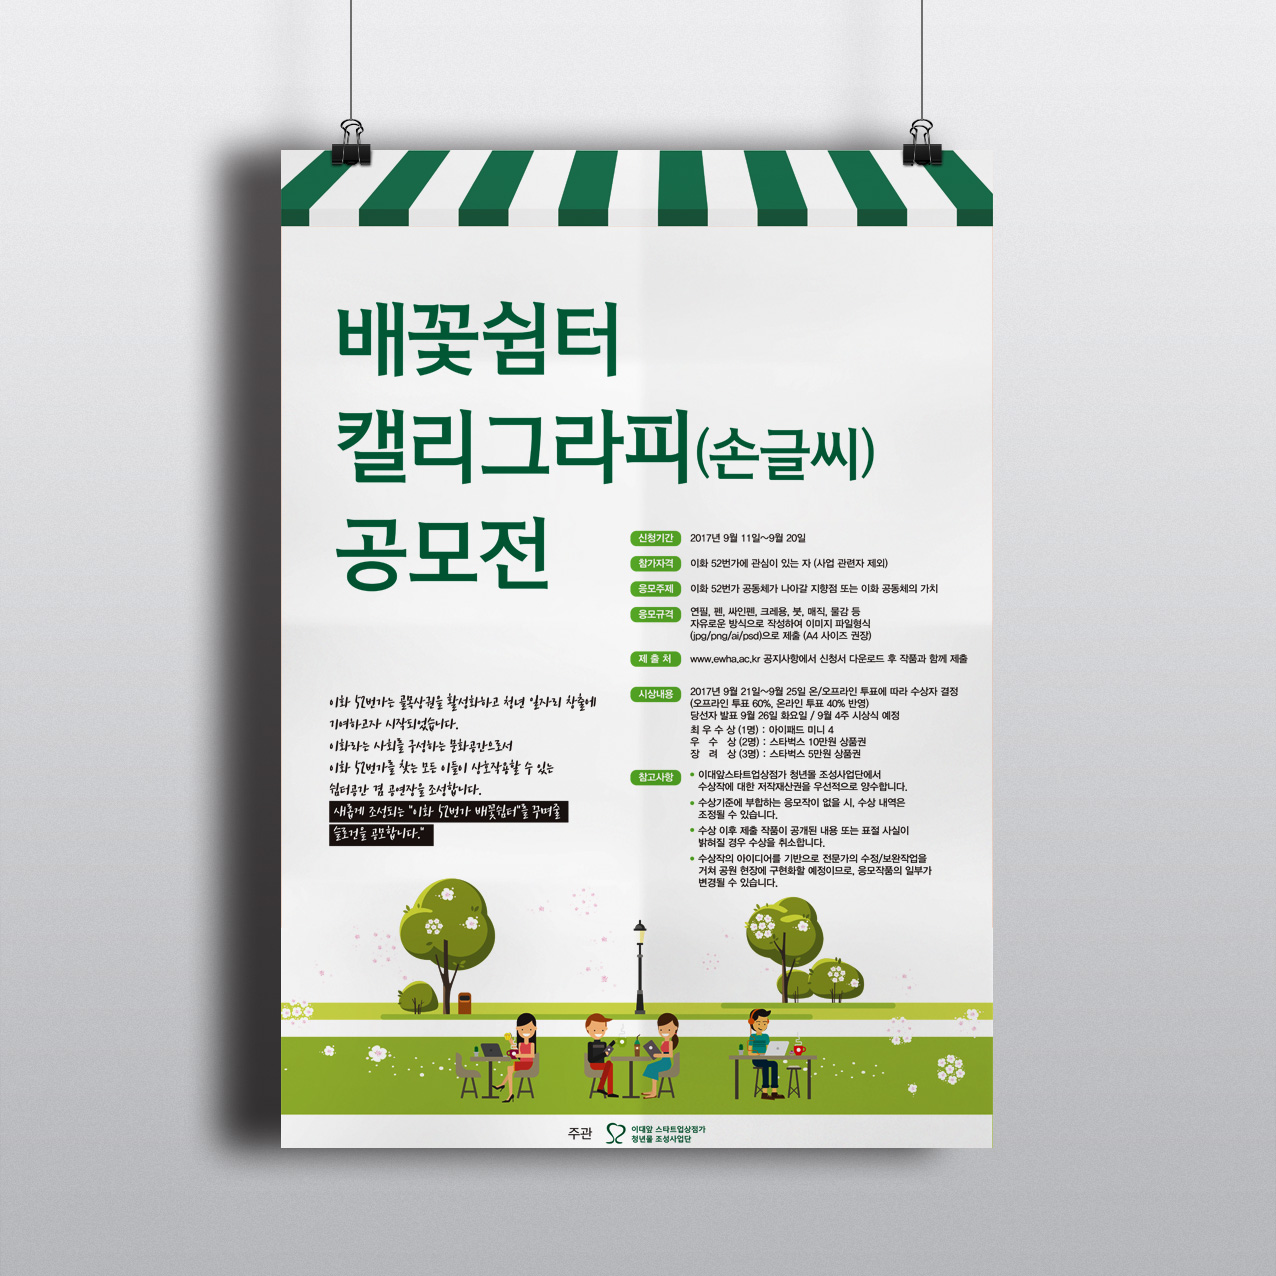 배꽃쉼터
캘리그라피(손글씨)
공모전
신청기간 2017년 9월 11일~9월 20일
참가자격 이화 52번가에 관심이 있는 자 (사업 관련자 제외)
응모주제 이화 52번가 공동체가 나아갈 지향점 또는 이화 공동체의 가치
응모규격 연필, 펜, 싸인펜, 크레용, 붓, 매직, 물감 등
자유로운 방식으로 작성하여 이미지 파일형식
(jpg/png/ai/psd)으로 제출 (A4 사이즈 권장)
제 출 처 www.ewha.ac.kr 공지사항에서 신청서 다운로드 후 작품과 함께 제출
시상내용 2017년 9월 21일~9월 25일 온/오프라인 투표에 따라 수상자 결정
(오프라인 투표 60%, 온라인 투표 40% 반영)
당선자 발표 9월 26일 화요일 / 9월 4주 시상식 예정
최 우 수 상 (1명) : 아이패드 미니 4
우 수 상 (2명) : 스타벅스 10만원 상품권
장 려 상 (3명) : 스타벅스 5만원 상품권
참고사항 • 이대앞스타트업상점가 청년몰 조성사업단에서
수상작에 대한 저작재산권을 우선적으로 양수합니다.
• 수상기준에 부합하는 응모작이 없을 시, 수상 내역은
조정될 수 있습니다.
• 수상 이후 제출 작품이 공개된 내용 또는 표절 사실이
밝혀질 경우 수상을 취소합니다.
• 수상작의 아이디어를 기반으로 전문가의 수정/보완작업을
거쳐 공원 현장에 구현화할 예정이므로, 응모작품의 일부가
변경될 수 있습니다.
이화 52번가는 골목상권을 활성화하고 청년 일자리 창출에
기여하고자 시작되었습니다.
이화라는 사회를 구성하는 문화공간으로서
이화 52번가를 찾는 모든 이들이 상호작용할 수 있는
쉼터공간 겸 공연장을 조성합니다.
새롭게 조성되는 "이화 52번가 배꽃쉼터"를 꾸며줄
슬로건을 공모합니다."
주관 이대앞 스타트업상점가
청년몰 조성사업단